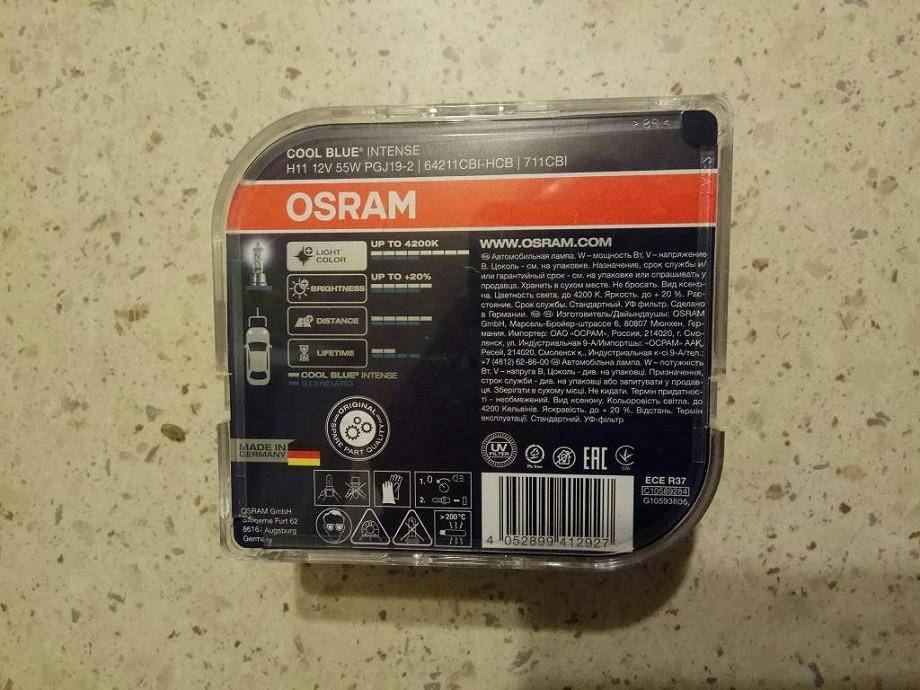 COOL BLUE® INTENSE
H11 12V 55W PGJ19-2 | 64211CBI-HCB | 711CBI
OSRAM
LIGHT COLOR
UP TO 4200K
BRIGHTNESS
UP TO +20%
DISTANCE
LIFETIME
COOL BLUE® INTENSE
STANDARD
ORIGINAL SPARE PART QUALITY
MADE IN
GERMANY
WWW.OSRAM.COM
Автомобильная лампа. W – мощность Вт, V – напряжение
В. Цоколь - см. на упаковке. Назначение, срок службы и/
или гарантийный срок - см. на упаковке или спрашивать у
продавца. Хранить в сухом месте. Не бросать. Вид ксено-
на. Цветность света. до 4200 К. Яркость. до + 20 %. Рас-
стояние. Срок службы. Стандартный. УФ фильтр. Сделано
в Германии. Изготовитель/Дайындаушы: OSRAM
GmbH, Марсель-Бройер-штрассе 6, 80807 Мюнхен, Гер-
мания. Импортер: ОАО «ОСРАМ», Россия, 214020, г. Смо-
ленск, ул. Индустриальная 9-А/Импортшы: «ОСРАМ» ААҚ,
Ресей, 214020, Смоленск қ., Индустриальная к-сі 9-А/тел.:
+7 (4812) 62-86-00 Автомобільна лампа. W – потужність
Вт, V – напруга В. Цоколь - див. на упаковці. Призначення,
строк служби - див. на упаковці або запитувати у продав-
ця. Зберігати в сухому місці. Не кидати. Термін придатнос-
ті - необмежений. Вид ксенону. Кольоровість світла. до
4200 Кельвінів. Яскравість. до + 20 %. Відстань. Термін
експлуатації. Стандартний. УФ-фільтр
UV
FILTER
Pb free
EAC
ECE R37
C10589284
G10593806
1.
0
2.
>200°C
OSRAM GmbH
Augsburg
Germany
4 052899 412927